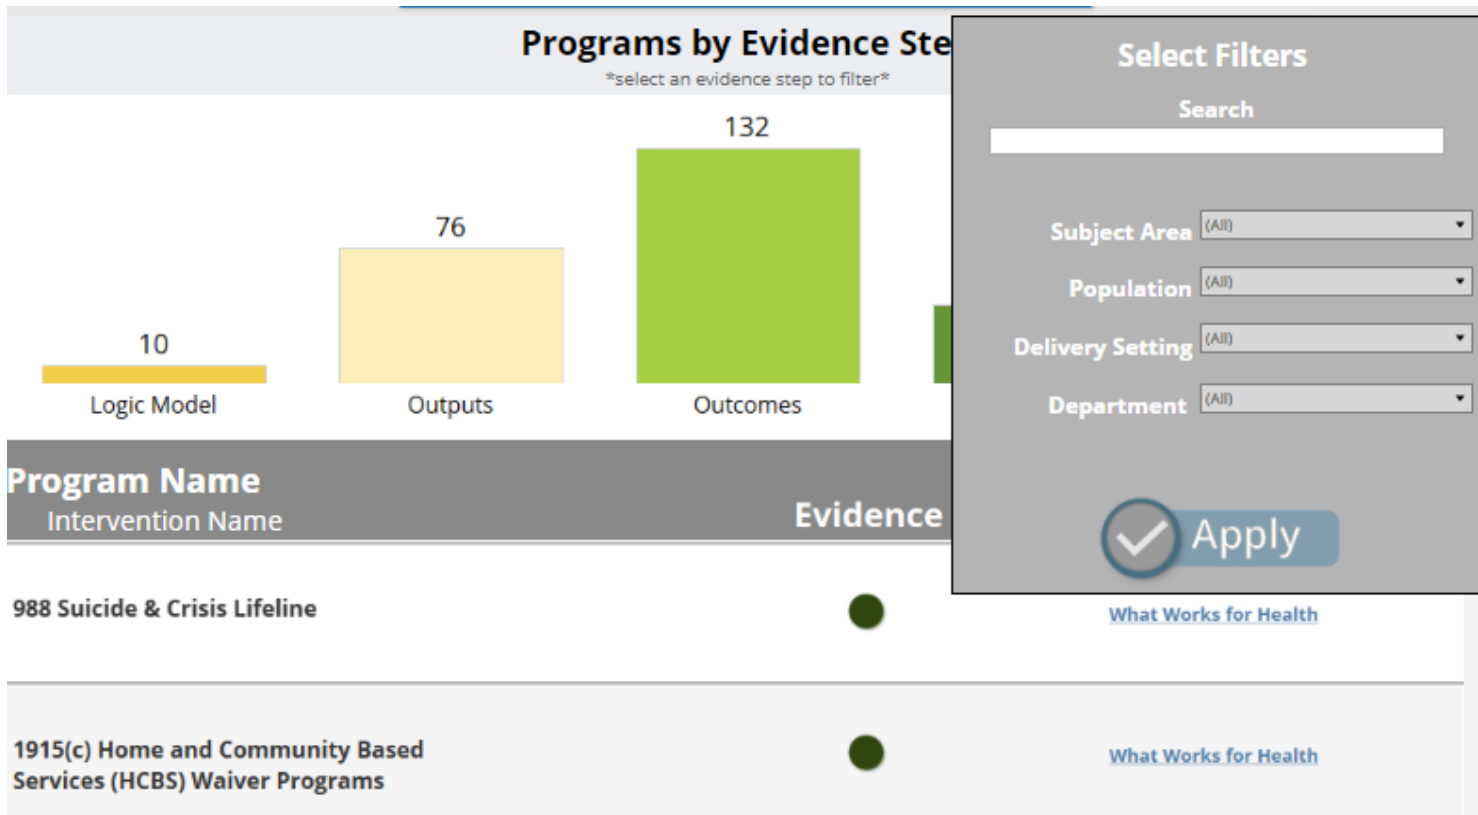 Programs by Evidence Ste
*select an evidence step to filter*
132
76
10
Logic Model
Outputs
Outcomes
Select Filters
Search
Subject Area (All)
Population (All)
Delivery Setting (All)
Department (All)
Apply
Program Name
Intervention Name
Evidence
988 Suicide & Crisis Lifeline
What Works for Health
1915(c) Home and Community Based
Services (HCBS) Waiver Programs
What Works for Health